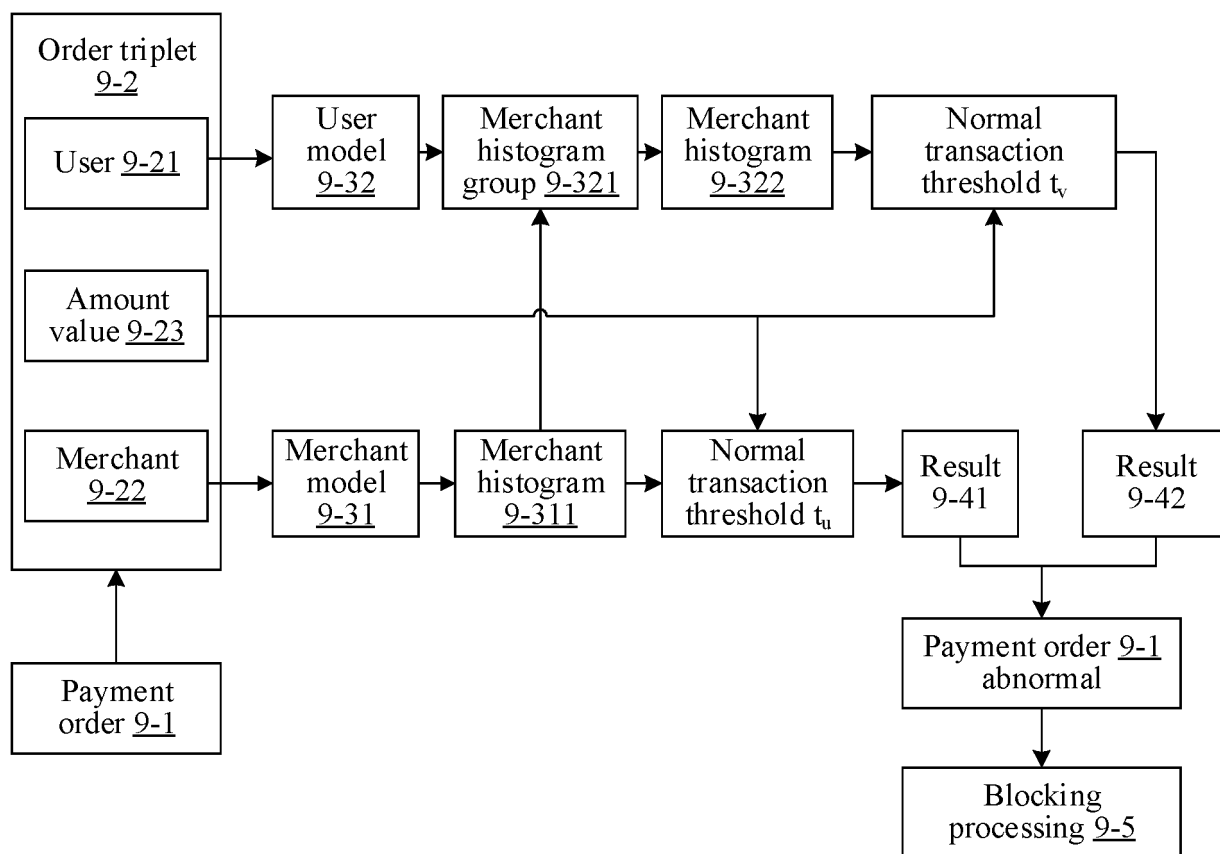 Order triplet
9-2
User 9-21
Amount
value 9-23
Merchant
9-22
Payment
order 9-1
User
model
9-32
Merchant
histogram
group 9-321
Merchant
histogram
9-322
Normal
transaction
threshold tv
Merchant
model
9-31
Merchant
histogram
9-311
Normal
transaction
threshold tu
Result
9-41
Result
9-42
Payment order 9-1
abnormal
Blocking
processing 9-5